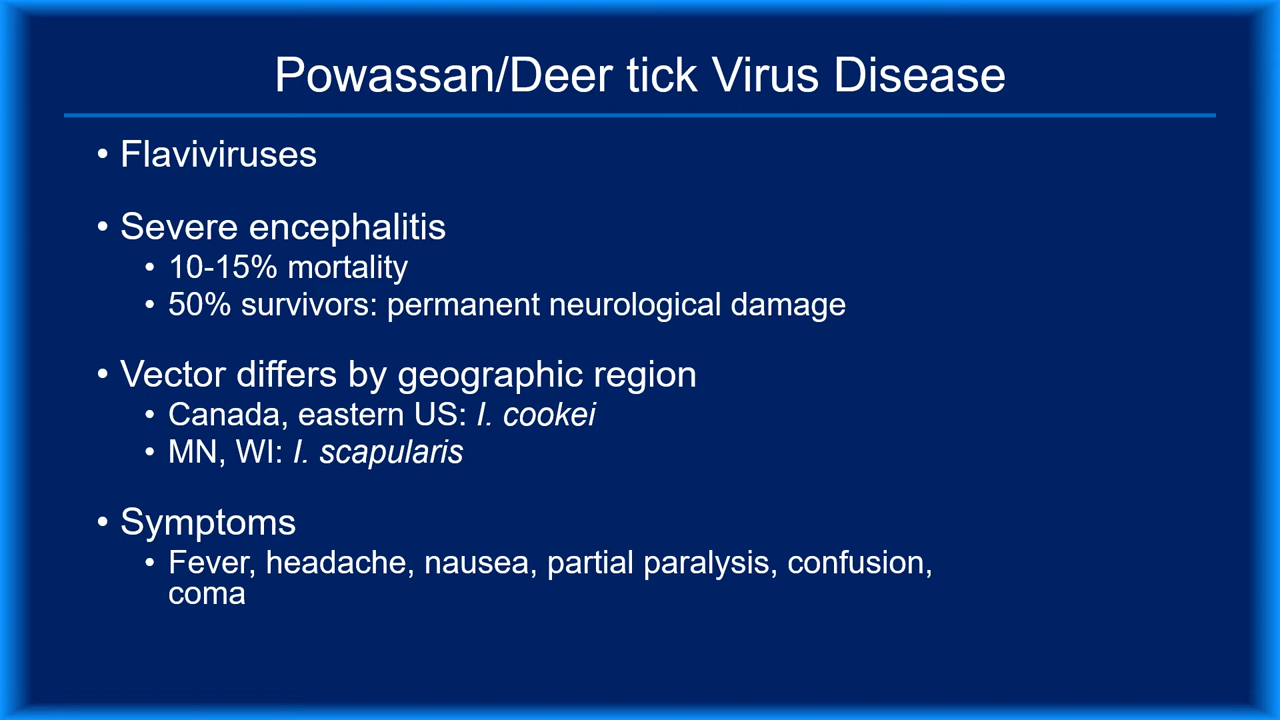 Powassan/Deer tick Virus Disease
• Flaviviruses
• Severe encephalitis
• 10-15% mortality
• 50% survivors: permanent neurological damage
• Vector differs by geographic region
• Canada, eastern US: I. cookei
• MN, WI: I. scapularis
• Symptoms
• Fever, headache, nausea, partial paralysis, confusion,
coma